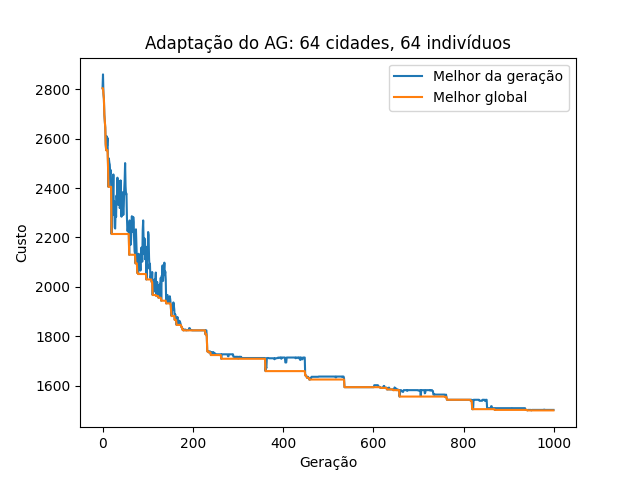 Adaptação do AG: 64 cidades, 64 indivíduos
Melhor da geração
Melhor global
Custo
2800
2600
2400
2200
2000
1800
1600
0 200 400 600 800 1000
Geração